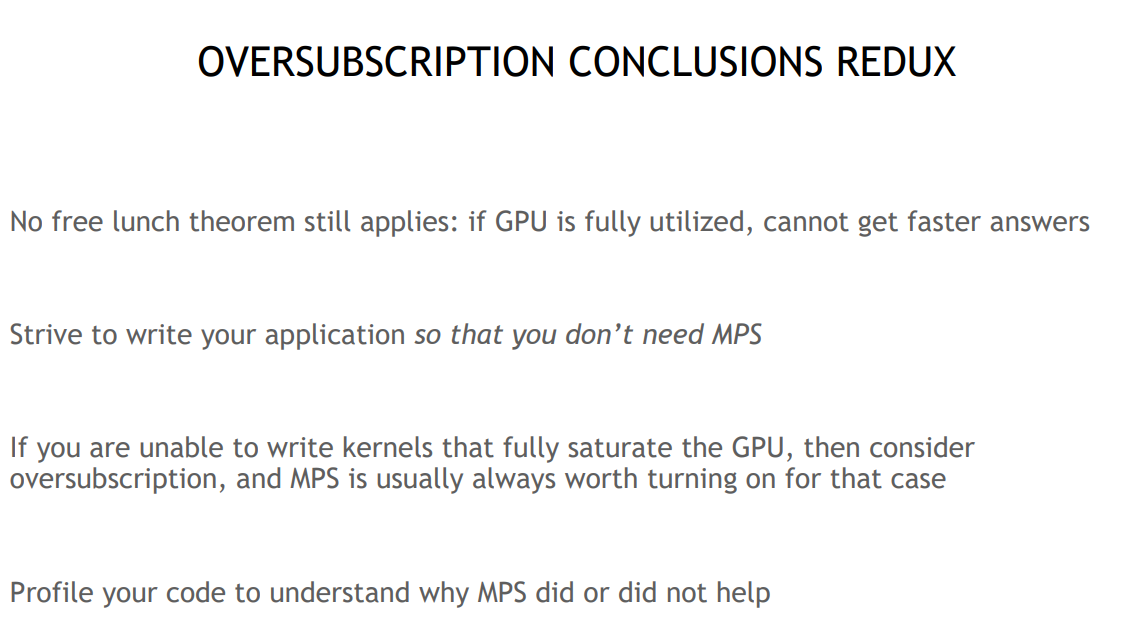 OVERSUBSCRIPTION CONCLUSIONS REDUX
No free lunch theorem still applies: if GPU is fully utilized, cannot get faster answers
Strive to write your application so that you don’t need MPS
If you are unable to write kernels that fully saturate the GPU, then consider
oversubscription, and MPS is usually always worth turning on for that case
Profile your code to understand why MPS did or did not help